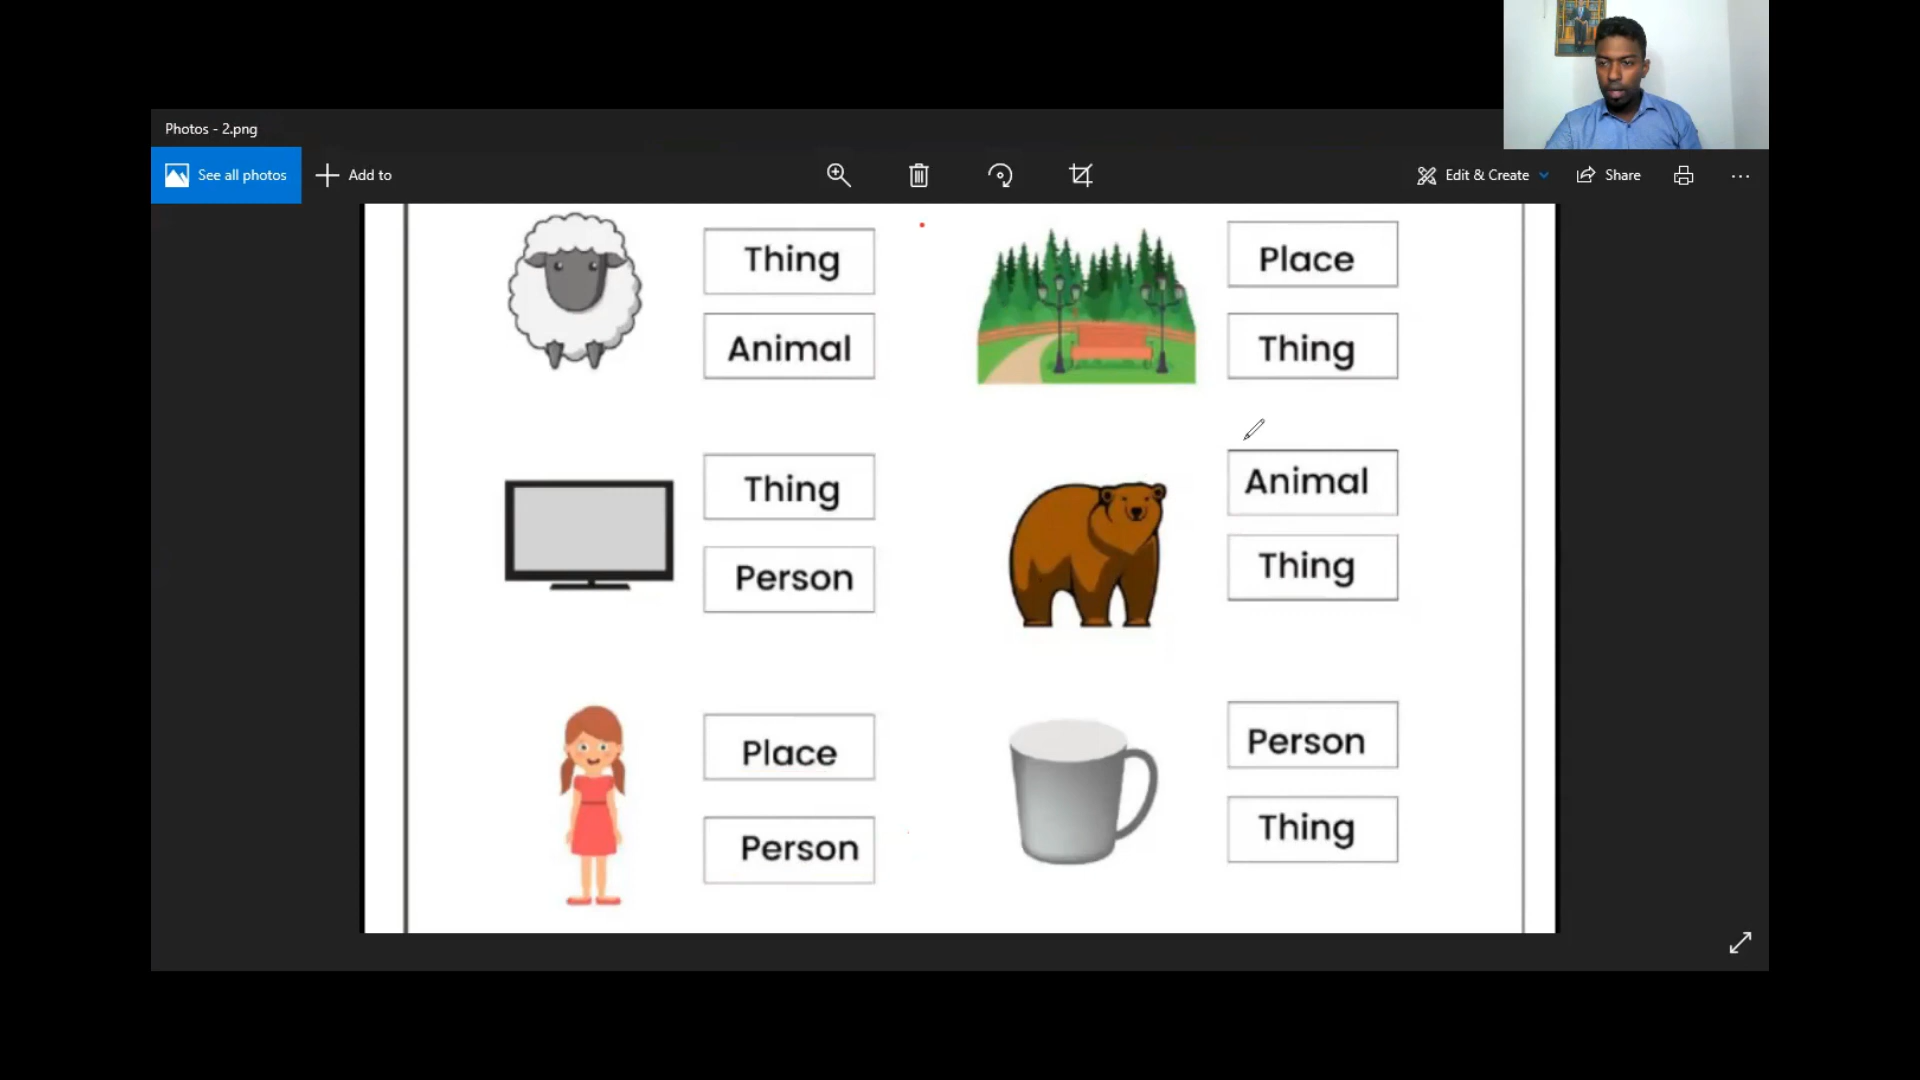 Photos - 2.png
See all photos
Add to
Edit & Create
Share
Thing
Animal
Place
Thing
Thing
Person
Animal
Thing
Place
Person
Person
Thing